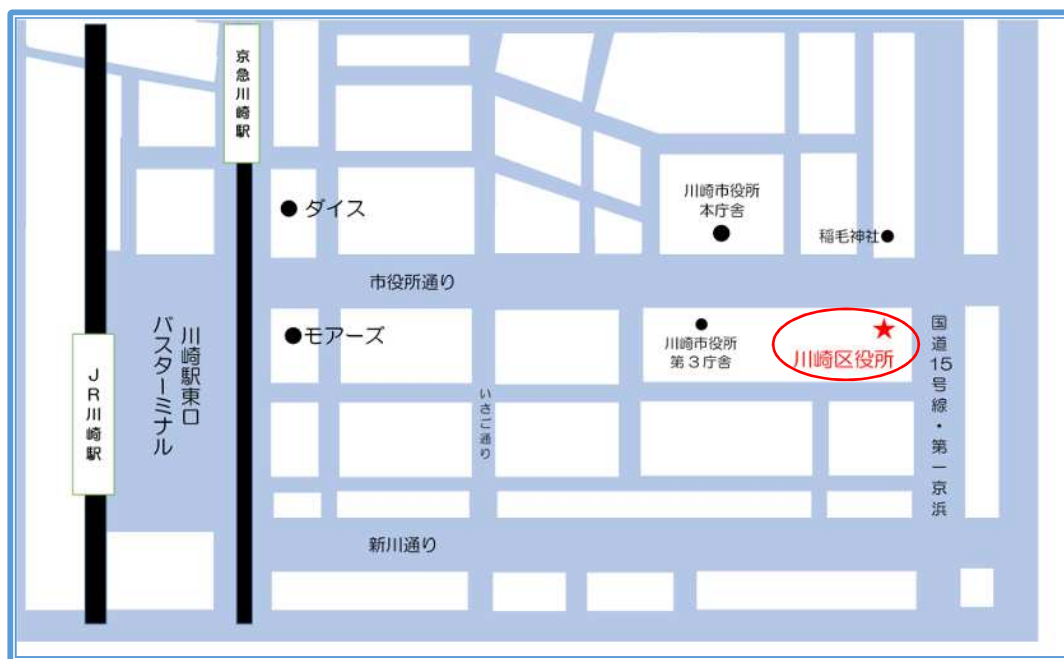 京急川崎駅
ダイス
川崎市役所
本庁舎
稲毛神社
市役所通り
モアーズ
川崎市役所
第3庁舎
川崎区役所
国道15号線・第一京浜
川崎駅東口
バスターミナル
JR川崎駅
いさご通り
新川通り